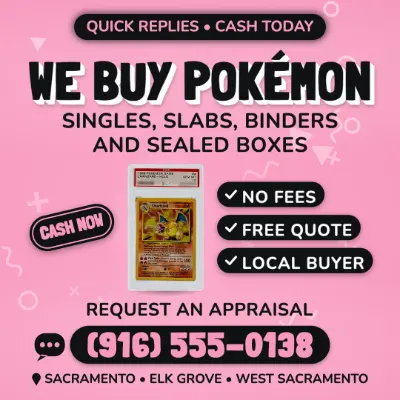 QUICK REPLIES • CASH TODAY
WE BUY POKÉMON
SINGLES, SLABS, BINDERS
AND SEALED BOXES
CASH NOW
Charizard
NO FEES
FREE QUOTE
LOCAL BUYER
REQUEST AN APPRAISAL
(916) 555-0138
SACRAMENTO • ELK GROVE • WEST SACRAMENTO